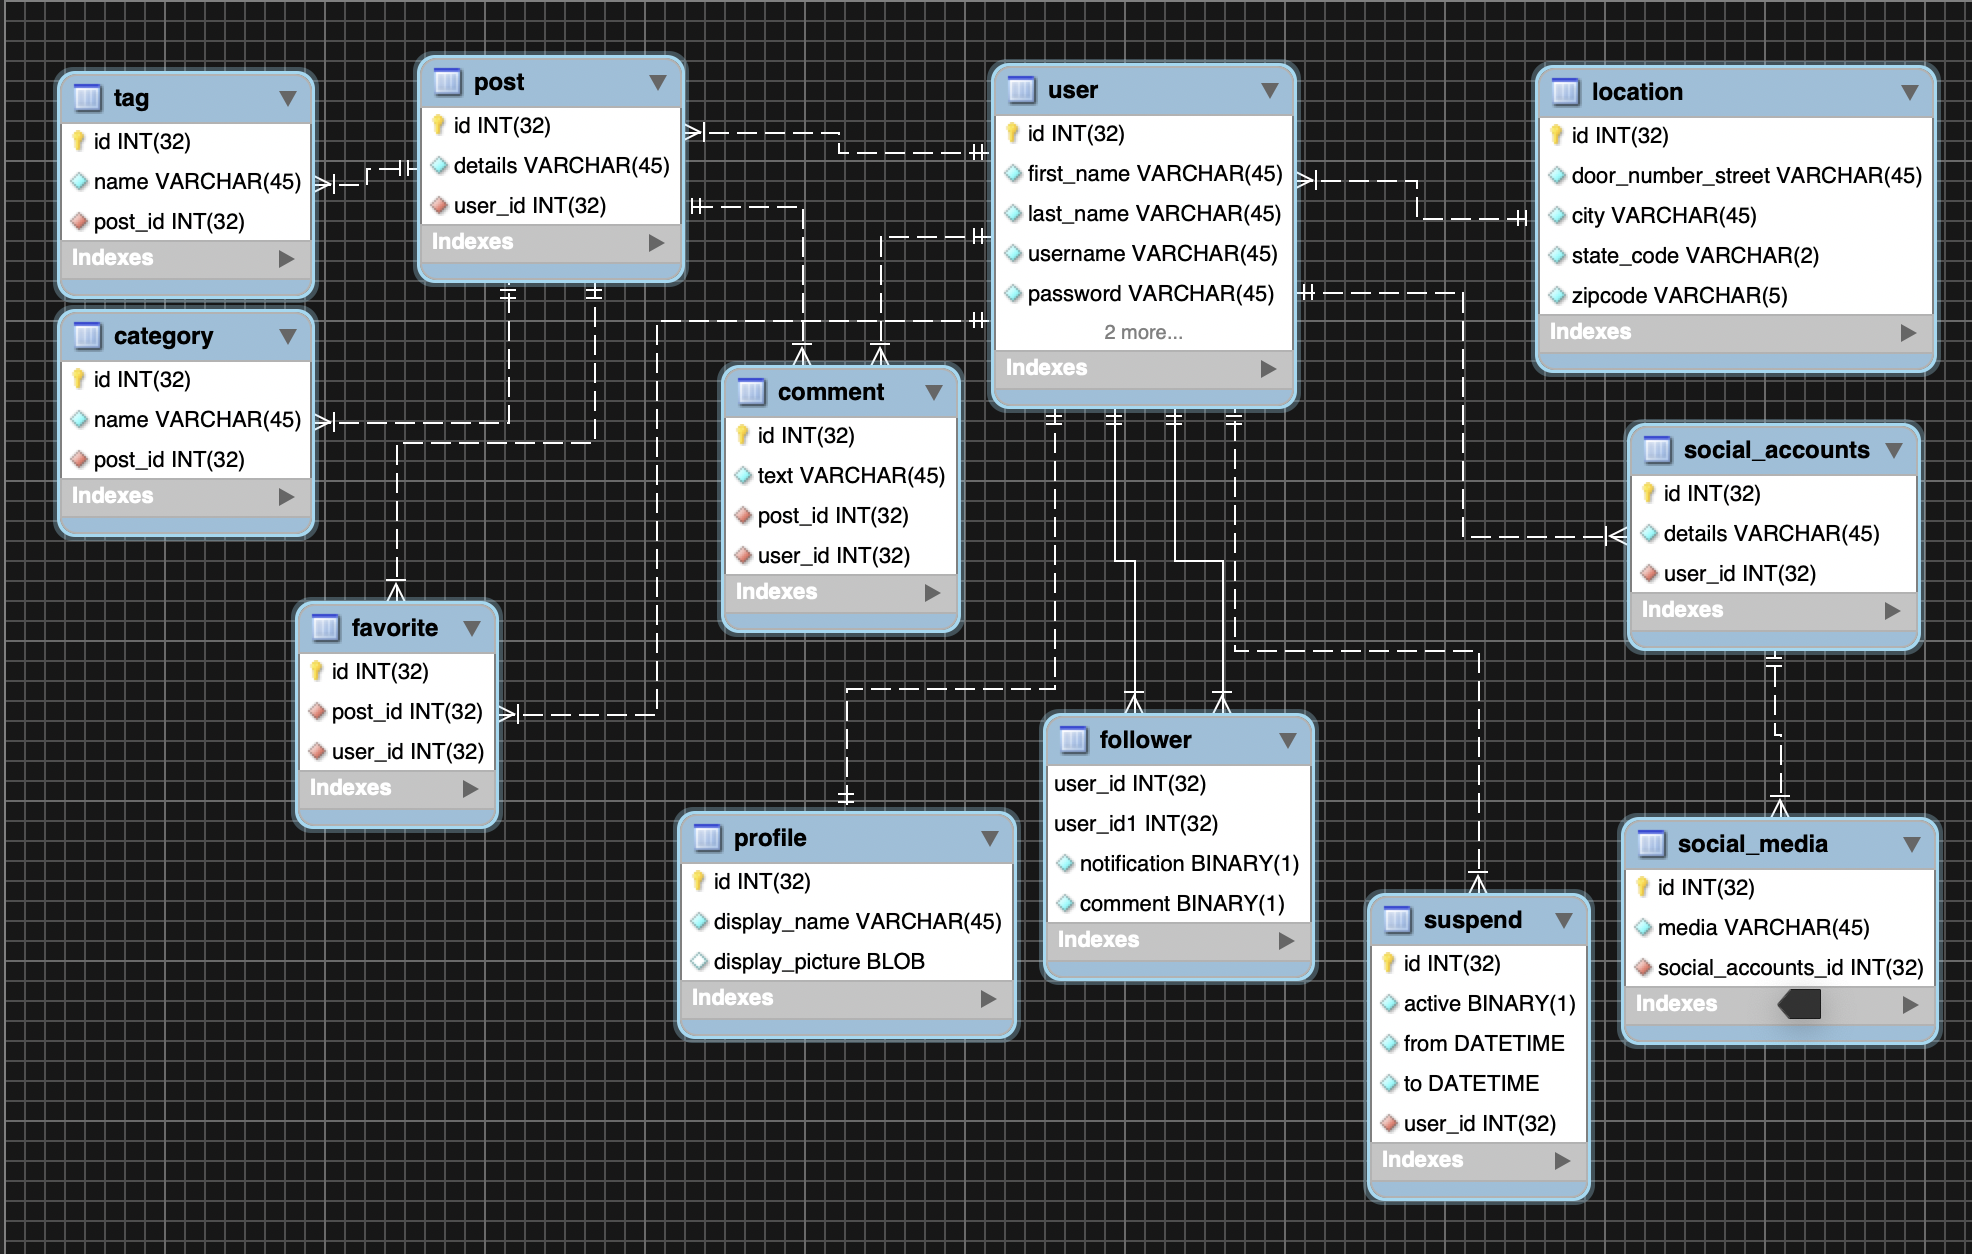 tag
id INT(32)
name VARCHAR(45)
post_id INT(32)
Indexes
category
id INT(32)
name VARCHAR(45)
post_id INT(32)
Indexes
post
id INT(32)
details VARCHAR(45)
user_id INT(32)
Indexes
favorite
id INT(32)
post_id INT(32)
user_id INT(32)
Indexes
comment
id INT(32)
text VARCHAR(45)
post_id INT(32)
user_id INT(32)
Indexes
profile
id INT(32)
display_name VARCHAR(45)
display_picture BLOB
Indexes
user
id INT(32)
first_name VARCHAR(45)
last_name VARCHAR(45)
username VARCHAR(45)
password VARCHAR(45)
2 more...
Indexes
follower
user_id INT(32)
user_id1 INT(32)
notification BINARY(1)
comment BINARY(1)
Indexes
suspend
id INT(32)
active BINARY(1)
from DATETIME
to DATETIME
user_id INT(32)
Indexes
location
id INT(32)
door_number_street VARCHAR(45)
city VARCHAR(45)
state_code VARCHAR(2)
zipcode VARCHAR(5)
Indexes
social_accounts
id INT(32)
details VARCHAR(45)
user_id INT(32)
Indexes
social_media
id INT(32)
media VARCHAR(45)
social_accounts_id INT(32)
Indexes